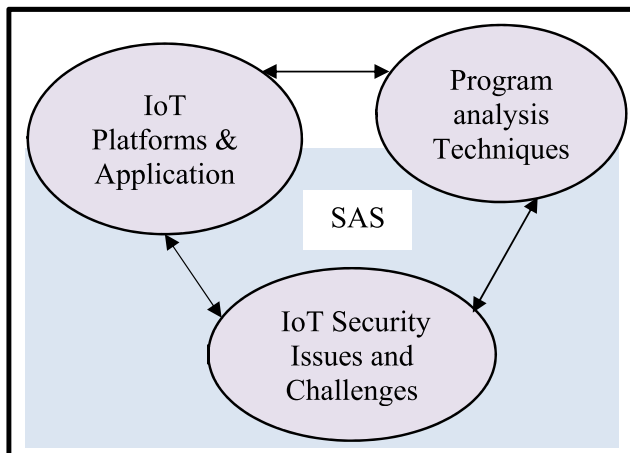 IoT
Platforms &
Application
Program
analysis
Techniques
SAS
IoT Security
Issues and
Challenges